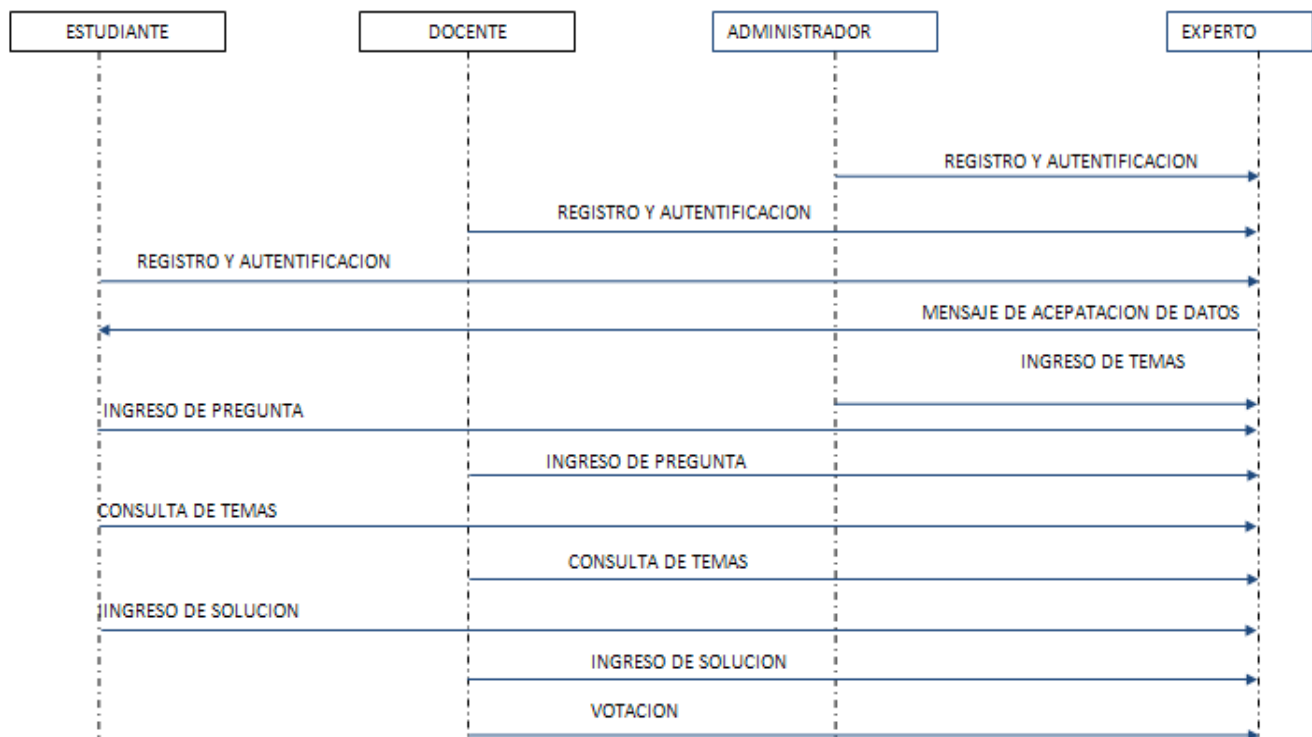 ESTUDIANTE
DOCENTE
ADMINISTRADOR
EXPERTO
REGISTRO Y AUTENTIFICACION
REGISTRO Y AUTENTIFICACION
REGISTRO Y AUTENTIFICACION
MENSAJE DE ACEPATACION DE DATOS
INGRESO DE TEMAS
INGRESO DE PREGUNTA
INGRESO DE PREGUNTA
CONSULTA DE TEMAS
CONSULTA DE TEMAS
INGRESO DE SOLUCION
INGRESO DE SOLUCION
VOTACION